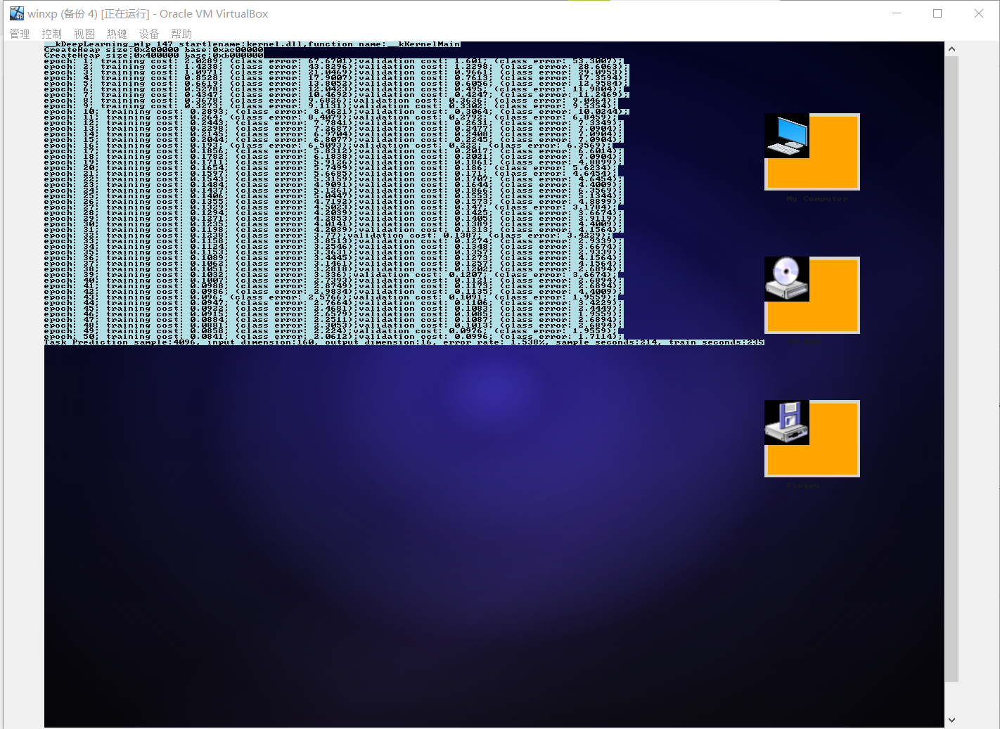 winxp (备份 4) [正在运行] - Oracle VM VirtualBox
管理 控制 视图 热键 设备 帮助
__kDeepLearning_mlp 147 startlename:kernel.dll,function name:__kKernelMain
CreateHeap size:0x200000 base:0xac00000
CreateHeap size:0x400000 base:0xb000000
epoch: 1; training cost: 2.0289; (class error: 67.6701);validation cost: 1.601; (class error: 53.3007);
epoch: 2; training cost: 1.4238; (class error: 43.8296);validation cost: 1.2298; (class error: 28.6063);
epoch: 3; training cost: 1.0971; (class error: 21.0469);validation cost: 0.9661; (class error: 29.0953);
epoch: 4; training cost: 0.8528; (class error: 17.9007);validation cost: 0.7613; (class error: 17.3594);
epoch: 5; training cost: 0.6619; (class error: 13.8052);validation cost: 0.6056; (class error: 12.9584);
epoch: 6; training cost: 0.5278; (class error: 12.0423);validation cost: 0.495; (class error: 11.9804);
epoch: 7; training cost: 0.4347; (class error: 10.4692);validation cost: 0.4247; (class error: 11.2469);
epoch: 8; training cost: 0.3678; (class error: 9.6826);validation cost: 0.3636; (class error: 9.0464);
epoch: 9; training cost: 0.3273; (class error: 9.1131);validation cost: 0.3302; (class error: 9.5354);
epoch: 10; training cost: 0.2893; (class error: 8.4621);validation cost: 0.3064; (class error: 10.0244);
epoch: 11; training cost: 0.264; (class error: 8.4079);validation cost: 0.2792; (class error: 6.8459);
epoch: 12; training cost: 0.2443; (class error: 7.7841);validation cost: 0.2631; (class error: 7.3349);
epoch: 13; training cost: 0.2298; (class error: 7.2687);validation cost: 0.2477; (class error: 7.0904);
epoch: 14; training cost: 0.2145; (class error: 6.9704);validation cost: 0.2408; (class error: 7.0904);
epoch: 15; training cost: 0.2044; (class error: 6.8077);validation cost: 0.2245; (class error: 7.0904);
epoch: 16; training cost: 0.193; (class error: 6.5093);validation cost: 0.222; (class error: 6.3569);
epoch: 17; training cost: 0.1856; (class error: 5.8312);validation cost: 0.2017; (class error: 6.6014);
epoch: 18; training cost: 0.1782; (class error: 6.1838);validation cost: 0.2021; (class error: 7.0904);
epoch: 19; training cost: 0.1711; (class error: 5.9126);validation cost: 0.1861; (class error: 4.8899);
epoch: 20; training cost: 0.1654; (class error: 5.7499);validation cost: 0.186; (class error: 5.6234);
epoch: 21; training cost: 0.1597; (class error: 5.6685);validation cost: 0.171; (class error: 4.6454);
epoch: 22; training cost: 0.1543; (class error: 5.3159);validation cost: 0.1707; (class error: 4.6454);
epoch: 23; training cost: 0.1484; (class error: 4.9091);validation cost: 0.1644; (class error: 4.4009);
epoch: 24; training cost: 0.1437; (class error: 5.1261);validation cost: 0.1866; (class error: 6.3569);
epoch: 25; training cost: 0.1406; (class error: 5.0447);validation cost: 0.1553; (class error: 5.1344);
epoch: 26; training cost: 0.1355; (class error: 4.7192);validation cost: 0.1573; (class error: 4.8899);
epoch: 27; training cost: 0.1329; (class error: 4.5023);validation cost: 0.147; (class error: 3.1784);
epoch: 28; training cost: 0.1294; (class error: 4.2039);validation cost: 0.1425; (class error: 3.6674);
epoch: 29; training cost: 0.1271; (class error: 4.2853);validation cost: 0.1405; (class error: 3.9119);
epoch: 30; training cost: 0.1235; (class error: 4.0141);validation cost: 0.1389; (class error: 4.4009);
epoch: 31; training cost: 0.1198; (class error: 4.2039);validation cost: 0.1313; (class error: 4.1564);
epoch: 32; training cost: 0.1238; (class error: 3.77);validation cost: 0.1387; (class error: 3.4229);
epoch: 33; training cost: 0.1158; (class error: 3.8513);validation cost: 0.1274; (class error: 2.9339);
epoch: 34; training cost: 0.1124; (class error: 3.2546);validation cost: 0.1348; (class error: 3.6674);
epoch: 35; training cost: 0.1153; (class error: 3.3631);validation cost: 0.1357; (class error: 2.9339);
epoch: 36; training cost: 0.1089; (class error: 3.4445);validation cost: 0.1273; (class error: 4.1564);
epoch: 37; training cost: 0.1062; (class error: 3.1461);validation cost: 0.1257; (class error: 4.1564);
epoch: 38; training cost: 0.1051; (class error: 3.2818);validation cost: 0.1202; (class error: 2.6894);
epoch: 39; training cost: 0.1032; (class error: 3.336);validation cost: 0.1207; (class error: 3.6674);
epoch: 40; training cost: 0.1007; (class error: 2.7393);validation cost: 0.1121; (class error: 2.6894);
epoch: 41; training cost: 0.0988; (class error: 2.8749);validation cost: 0.1173; (class error: 2.6894);
epoch: 42; training cost: 0.0986; (class error: 2.9834);validation cost: 0.1135; (class error: 4.4009);
epoch: 43; training cost: 0.096; (class error: 2.5766);validation cost: 0.1091; (class error: 1.9559);
epoch: 44; training cost: 0.0947; (class error: 2.7664);validation cost: 0.1106; (class error: 3.4229);
epoch: 45; training cost: 0.0922; (class error: 2.4681);validation cost: 0.1083; (class error: 2.4449);
epoch: 46; training cost: 0.0915; (class error: 2.6579);validation cost: 0.1085; (class error: 1.9559);
epoch: 47; training cost: 0.0884; (class error: 2.2511);validation cost: 0.1087; (class error: 2.6894);
epoch: 48; training cost: 0.0881; (class error: 2.3053);validation cost: 0.1013; (class error: 2.6894);
epoch: 49; training cost: 0.0858; (class error: 2.224);validation cost: 0.0976; (class error: 1.9559);
epoch: 50; training cost: 0.0841; (class error: 2.0612);validation cost: 0.0996; (class error: 1.7114);
Task Prediction sample:4096, input dimension:160, output dimension:16, error rate: 1.538%, sample seconds:214, train seconds:235
My Computer
Floppy